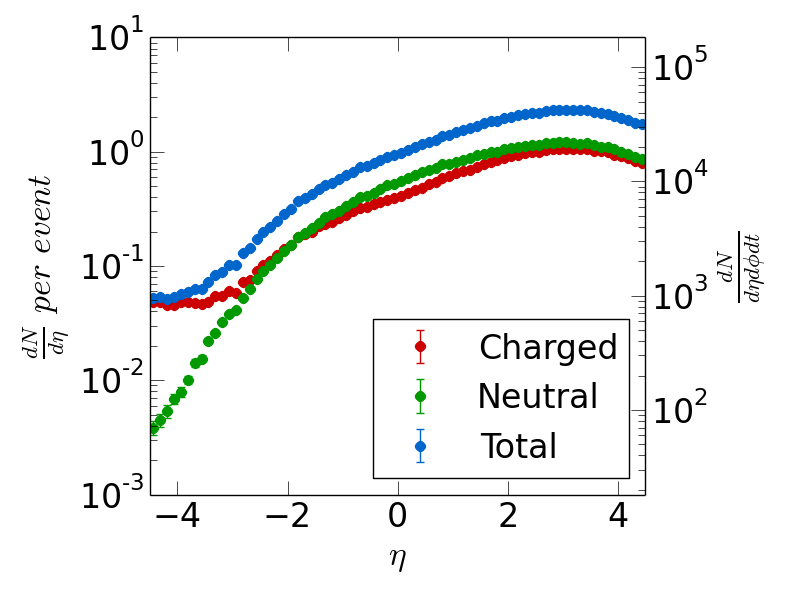 10^1
10^0
10^-1
10^-2
10^-3
10^5
10^4
10^3
10^2
−4 −2 0 2 4
η
dN/dη per event
dN/dηdϕdt
Charged
Neutral
Total